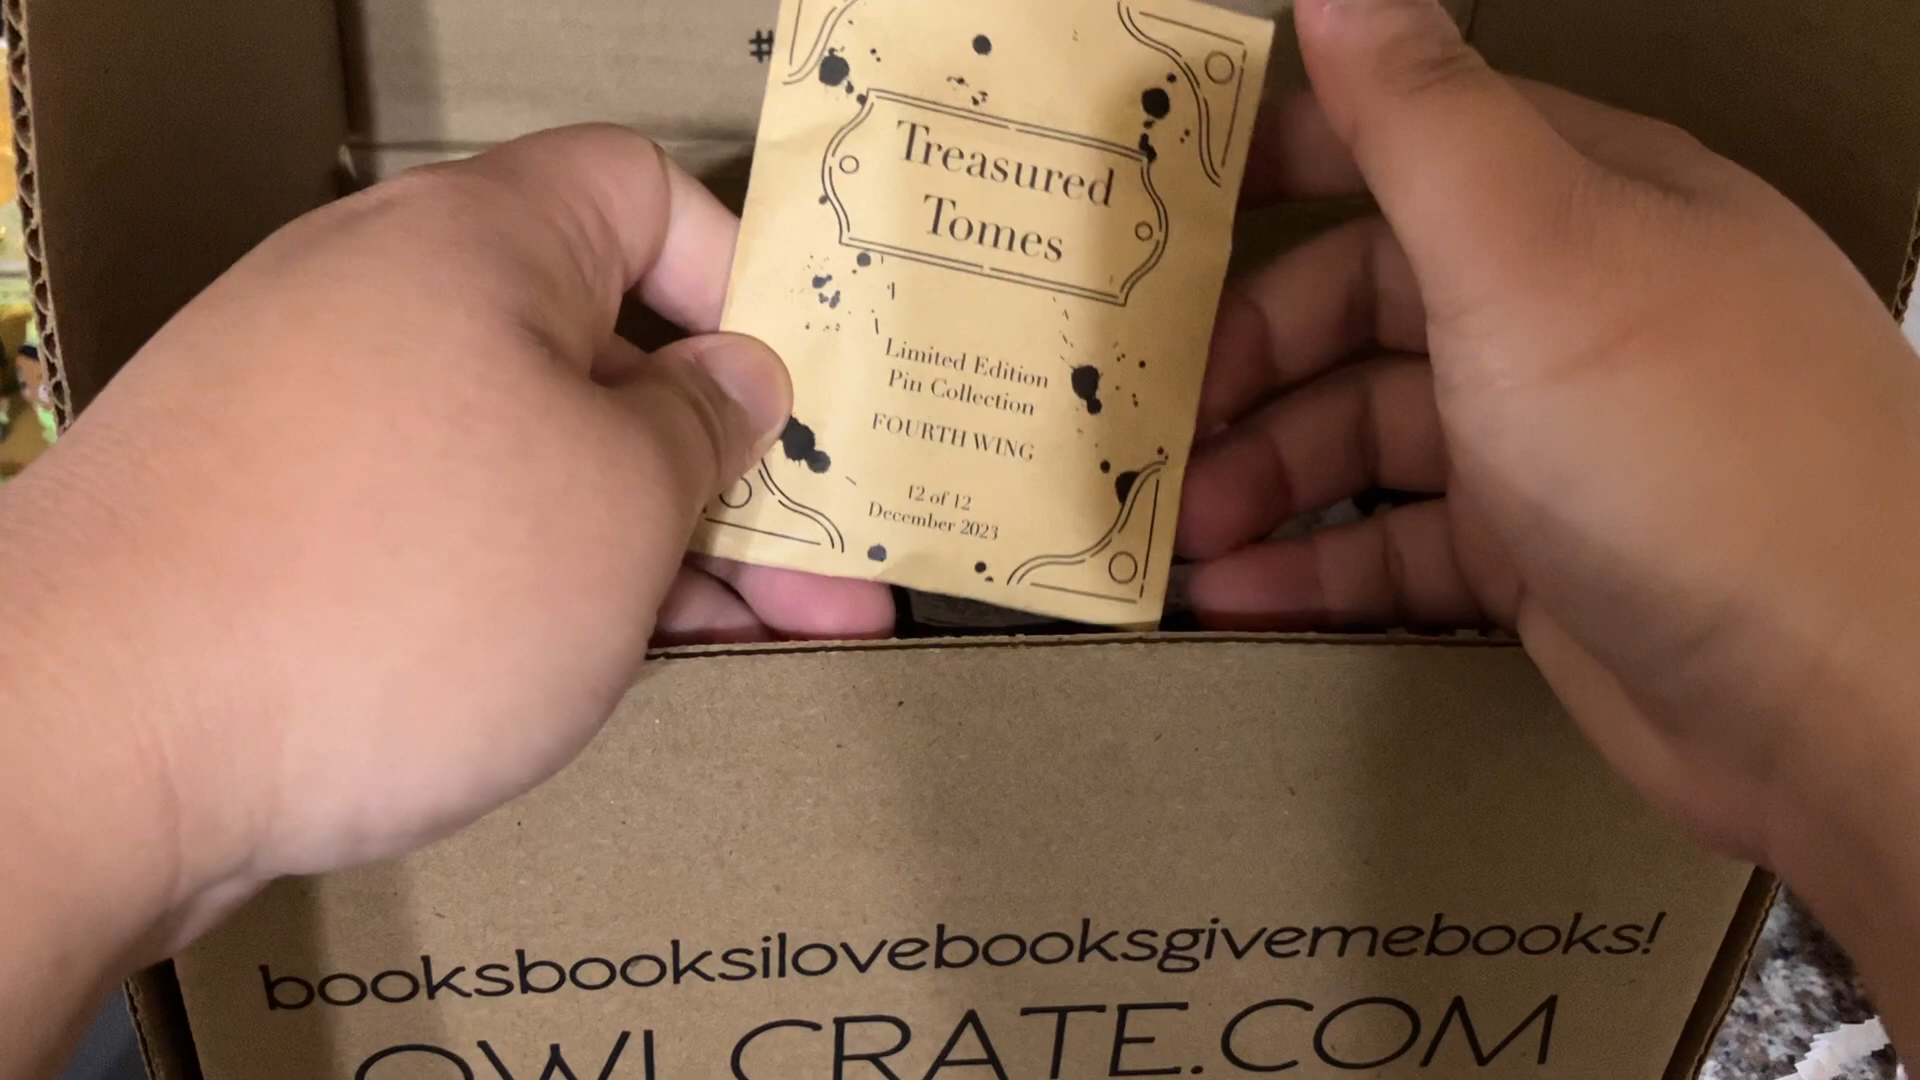 #
Treasured
Tomes
Limited Edition
Pin Collection
FOURTH WING
12 of 12
December 2023
booksbooksilovebooksgivemebooks!
OWLCRATE.COM